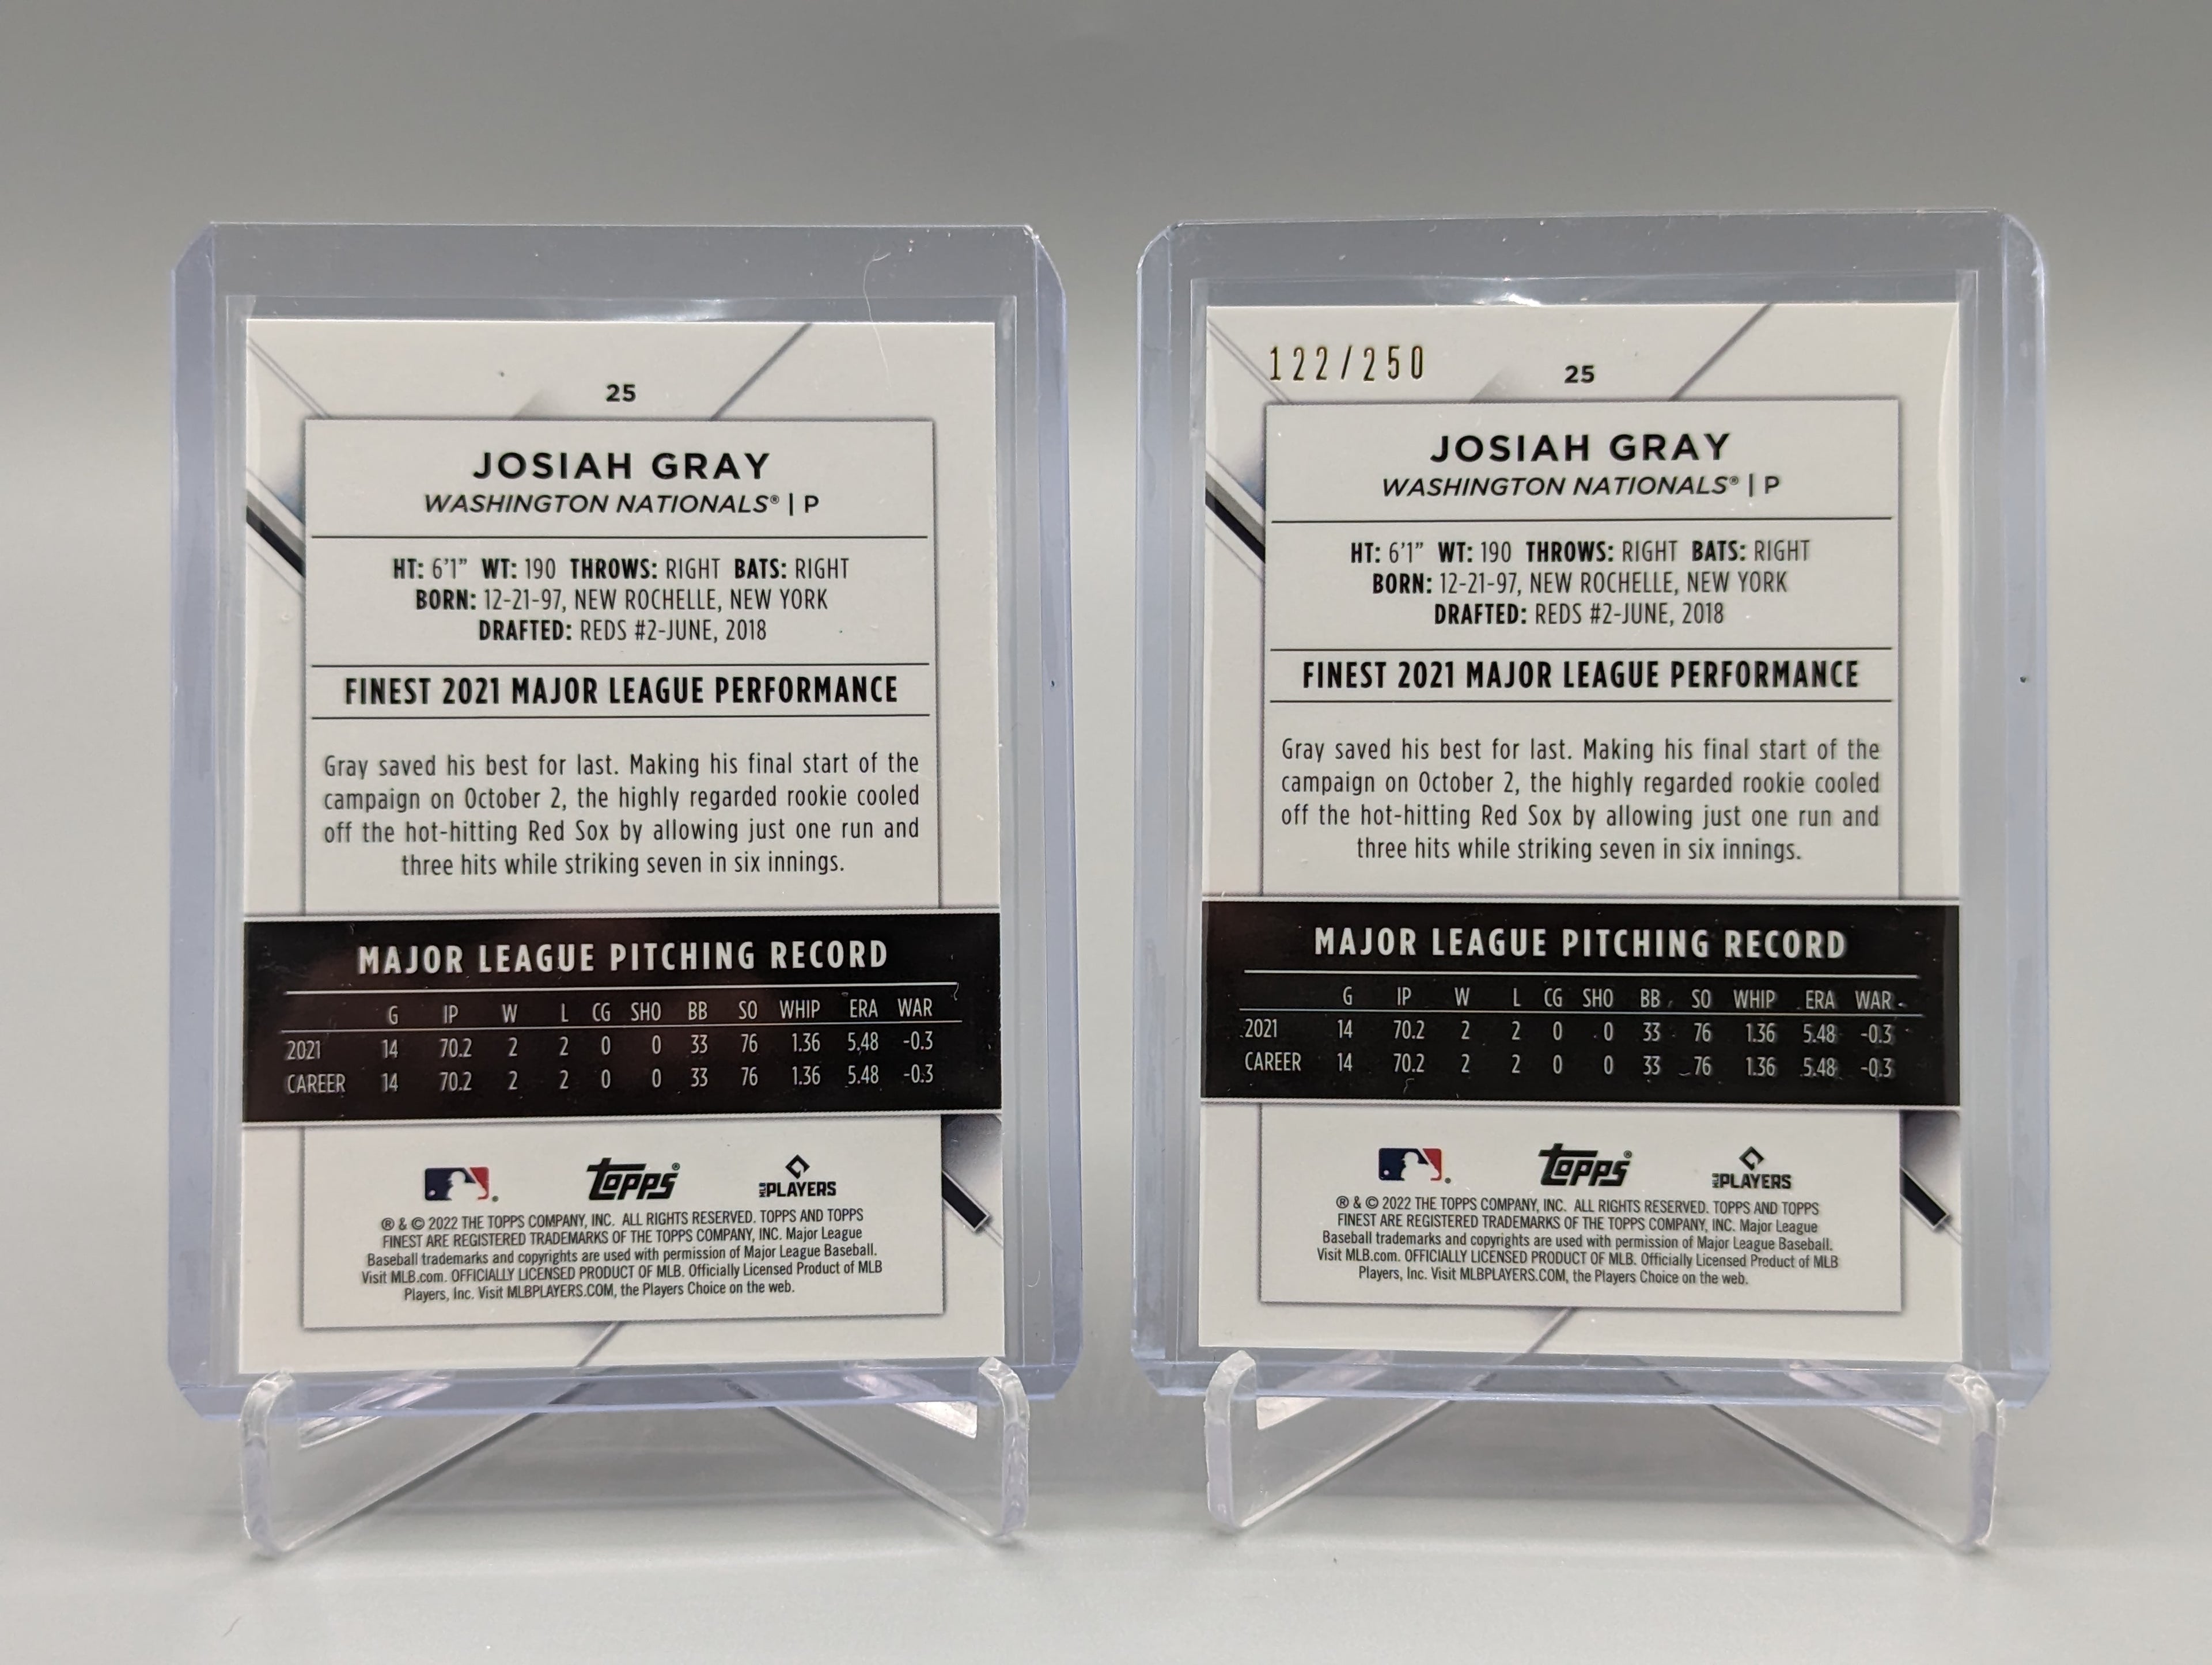 25
JOSIAH GRAY
WASHINGTON NATIONALS® | P
HT: 6'1" WT: 190 THROWS: RIGHT BATS: RIGHT
BORN: 12-21-97, NEW ROCHELLE, NEW YORK
DRAFTED: REDS #2-JUNE, 2018
FINEST 2021 MAJOR LEAGUE PERFORMANCE
Gray saved his best for last. Making his final start of the
campaign on October 2, the highly regarded rookie cooled
off the hot-hitting Red Sox by allowing just one run and
three hits while striking seven in six innings.
MAJOR LEAGUE PITCHING RECORD
G IP W L CG SHO BB SO WHIP ERA WAR
2021 14 70.2 2 2 0 0 33 76 1.36 5.48 -0.3
CAREER 14 70.2 2 2 0 0 33 76 1.36 5.48 -0.3
Topps® MLB PLAYERS
® & © 2022 THE TOPPS COMPANY, INC. ALL RIGHTS RESERVED. TOPPS AND TOPPS
FINEST ARE REGISTERED TRADEMARKS OF THE TOPPS COMPANY, INC. Major League
Baseball trademarks and copyrights are used with permission of Major League Baseball.
Visit MLB.com. OFFICIALLY LICENSED PRODUCT OF MLB. Officially Licensed Product of MLB
Players, Inc. Visit MLBPLAYERS.COM, the Players Choice on the web.
122/250 25
JOSIAH GRAY
WASHINGTON NATIONALS® | P
HT: 6'1" WT: 190 THROWS: RIGHT BATS: RIGHT
BORN: 12-21-97, NEW ROCHELLE, NEW YORK
DRAFTED: REDS #2-JUNE, 2018
FINEST 2021 MAJOR LEAGUE PERFORMANCE
Gray saved his best for last. Making his final start of the
campaign on October 2, the highly regarded rookie cooled
off the hot-hitting Red Sox by allowing just one run and
three hits while striking seven in six innings.
MAJOR LEAGUE PITCHING RECORD
G IP W L CG SHO BB SO WHIP ERA WAR
2021 14 70.2 2 2 0 0 33 76 1.36 5.48 -0.3
CAREER 14 70.2 2 2 0 0 33 76 1.36 5.48 -0.3
Topps® MLB PLAYERS
® & © 2022 THE TOPPS COMPANY, INC. ALL RIGHTS RESERVED. TOPPS AND TOPPS
FINEST ARE REGISTERED TRADEMARKS OF THE TOPPS COMPANY, INC. Major League
Baseball trademarks and copyrights are used with permission of Major League Baseball.
Visit MLB.com. OFFICIALLY LICENSED PRODUCT OF MLB. Officially Licensed Product of MLB
Players, Inc. Visit MLBPLAYERS.COM, the Players Choice on the web.